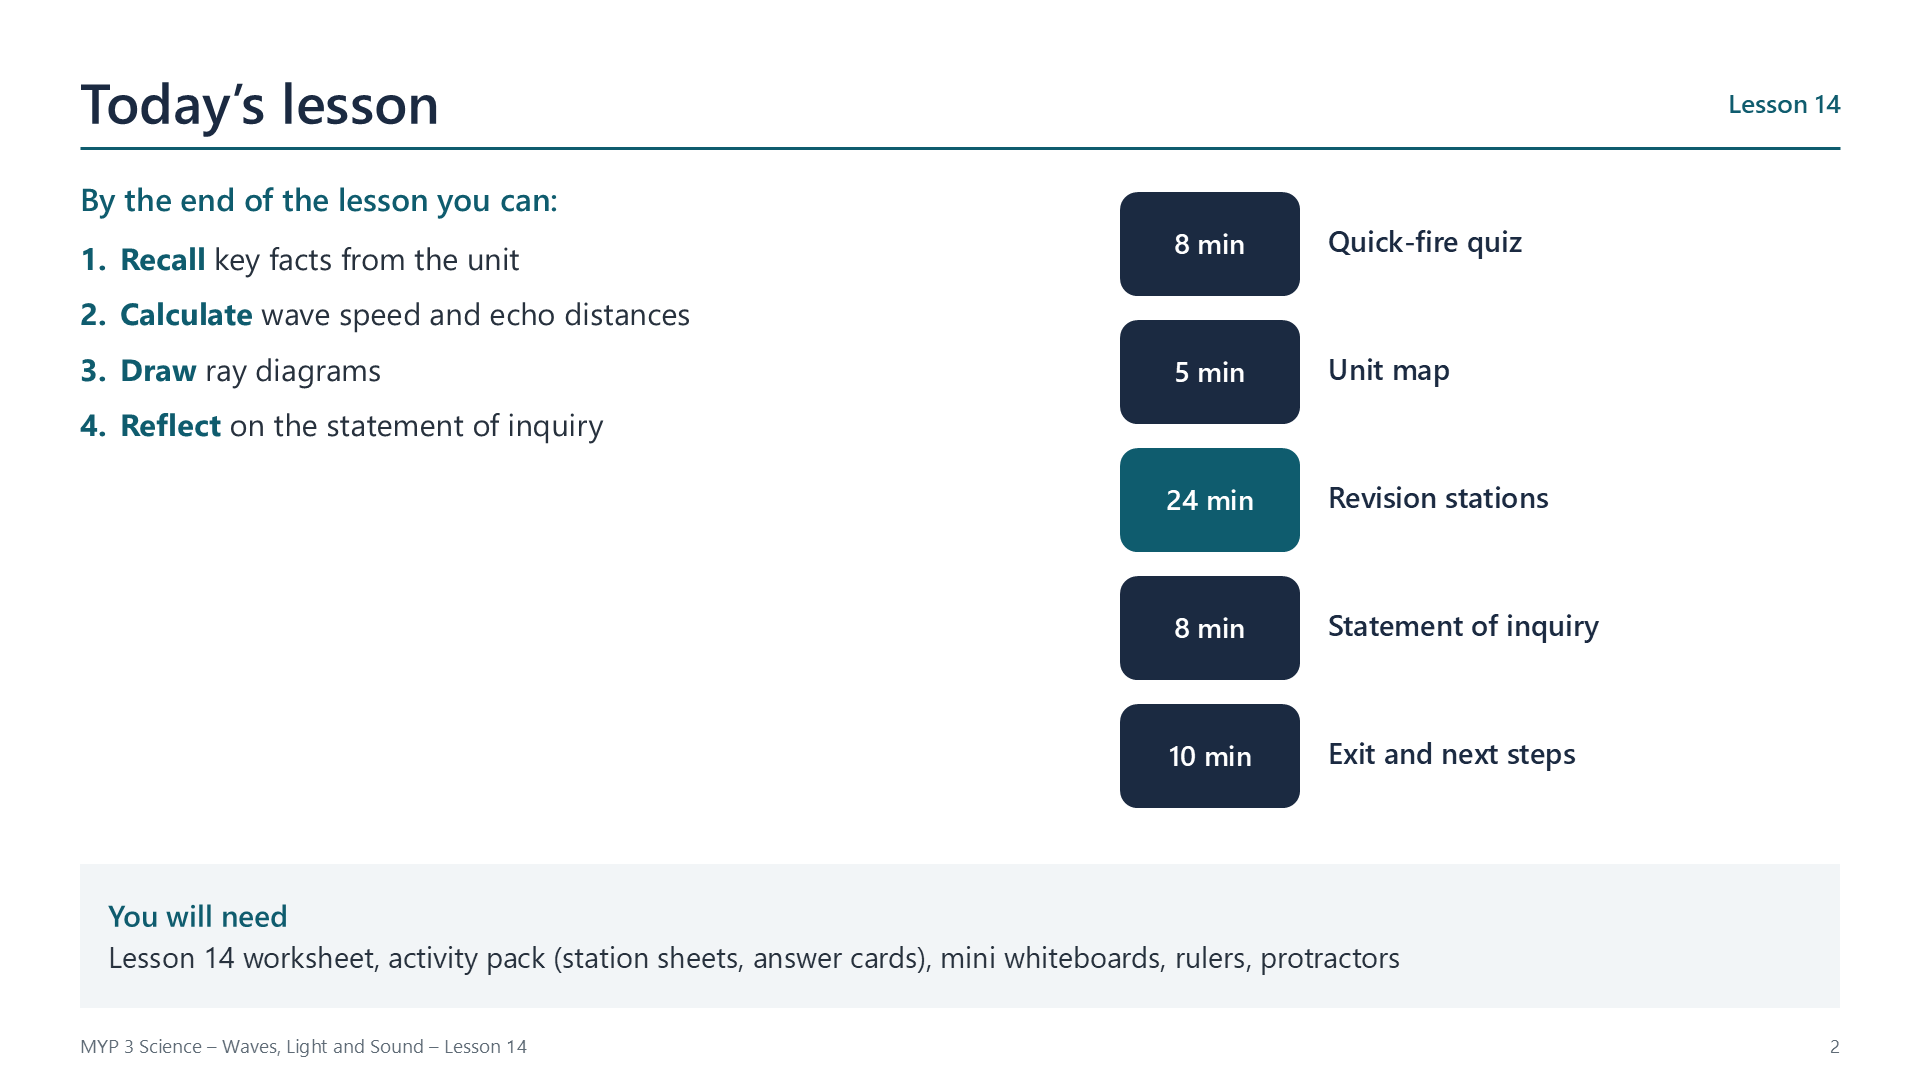 Today’s lesson
Lesson 14
By the end of the lesson you can:
1. Recall key facts from the unit
2. Calculate wave speed and echo distances
3. Draw ray diagrams
4. Reflect on the statement of inquiry
8 min
Quick-fire quiz
5 min
Unit map
24 min
Revision stations
8 min
Statement of inquiry
10 min
Exit and next steps
You will need
Lesson 14 worksheet, activity pack (station sheets, answer cards), mini whiteboards, rulers, protractors
MYP 3 Science – Waves, Light and Sound – Lesson 14
2